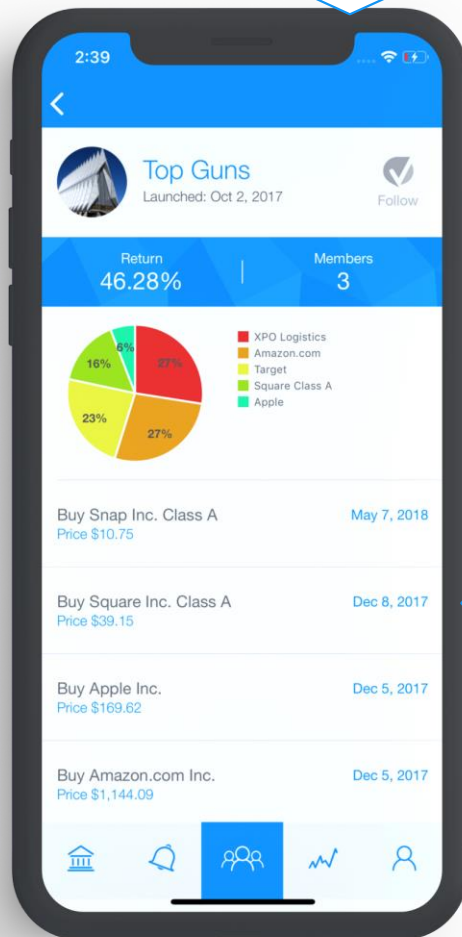 2:39
Top Guns
Launched: Oct 2, 2017
Follow
Return
46.28%
Members
3
6%
16%
27%
23%
27%
XPO Logistics
Amazon.com
Target
Square Class A
Apple
Buy Snap Inc. Class A
May 7, 2018
Price $10.75
Buy Square Inc. Class A
Dec 8, 2017
Price $39.15
Buy Apple Inc.
Dec 5, 2017
Price $169.62
Buy Amazon.com Inc.
Dec 5, 2017
Price $1,144.09